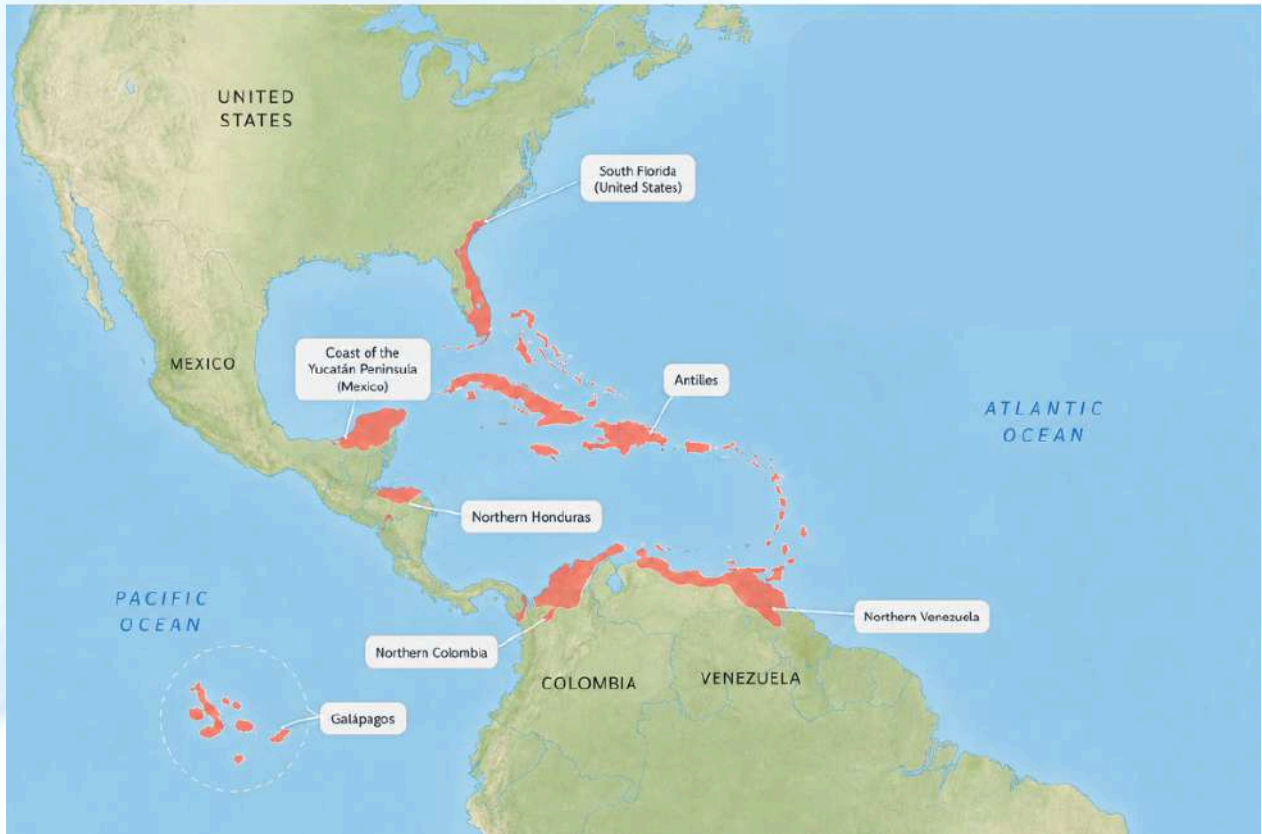 UNITED
STATES
South Florida
(United States)
MEXICO
Coast of the
Yucatán Peninsula
(Mexico)
Antilles
ATLANTIC
OCEAN
Northern Honduras
PACIFIC
OCEAN
Northern Venezuela
Northern Colombia
COLOMBIA
VENEZUELA
Galápagos